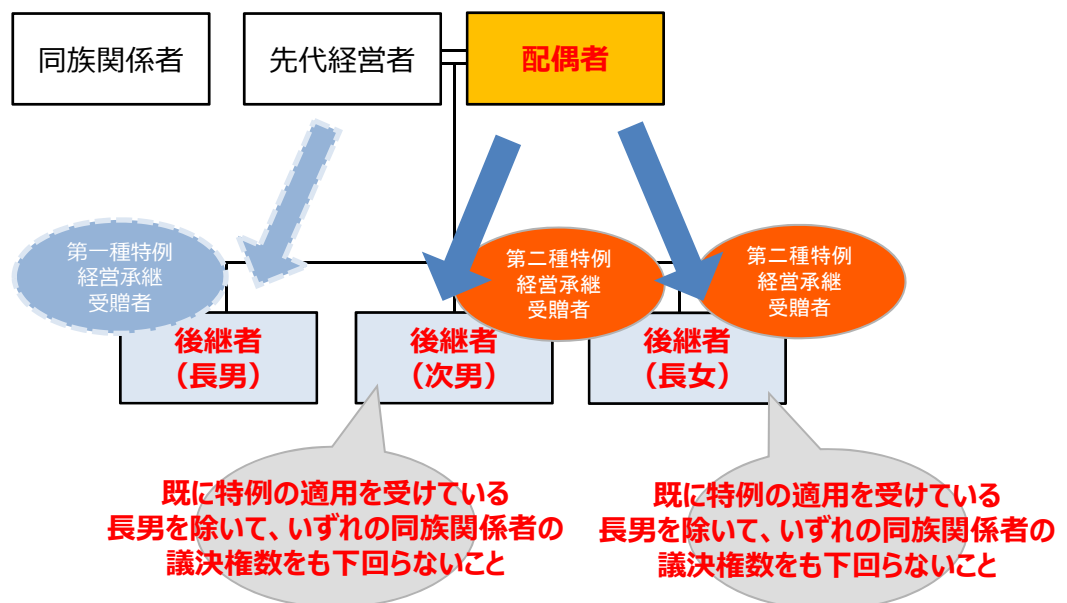 同族関係者
先代経営者
配偶者
第一種特例
経営承継
受贈者
第二種特例
経営承継
受贈者
第二種特例
経営承継
受贈者
後継者
（長男）
後継者
（次男）
後継者
（長女）
既に特例の適用を受けている
長男を除いて、いずれの同族関係者の
議決権数をも下回らないこと
既に特例の適用を受けている
長男を除いて、いずれの同族関係者の
議決権数をも下回らないこと